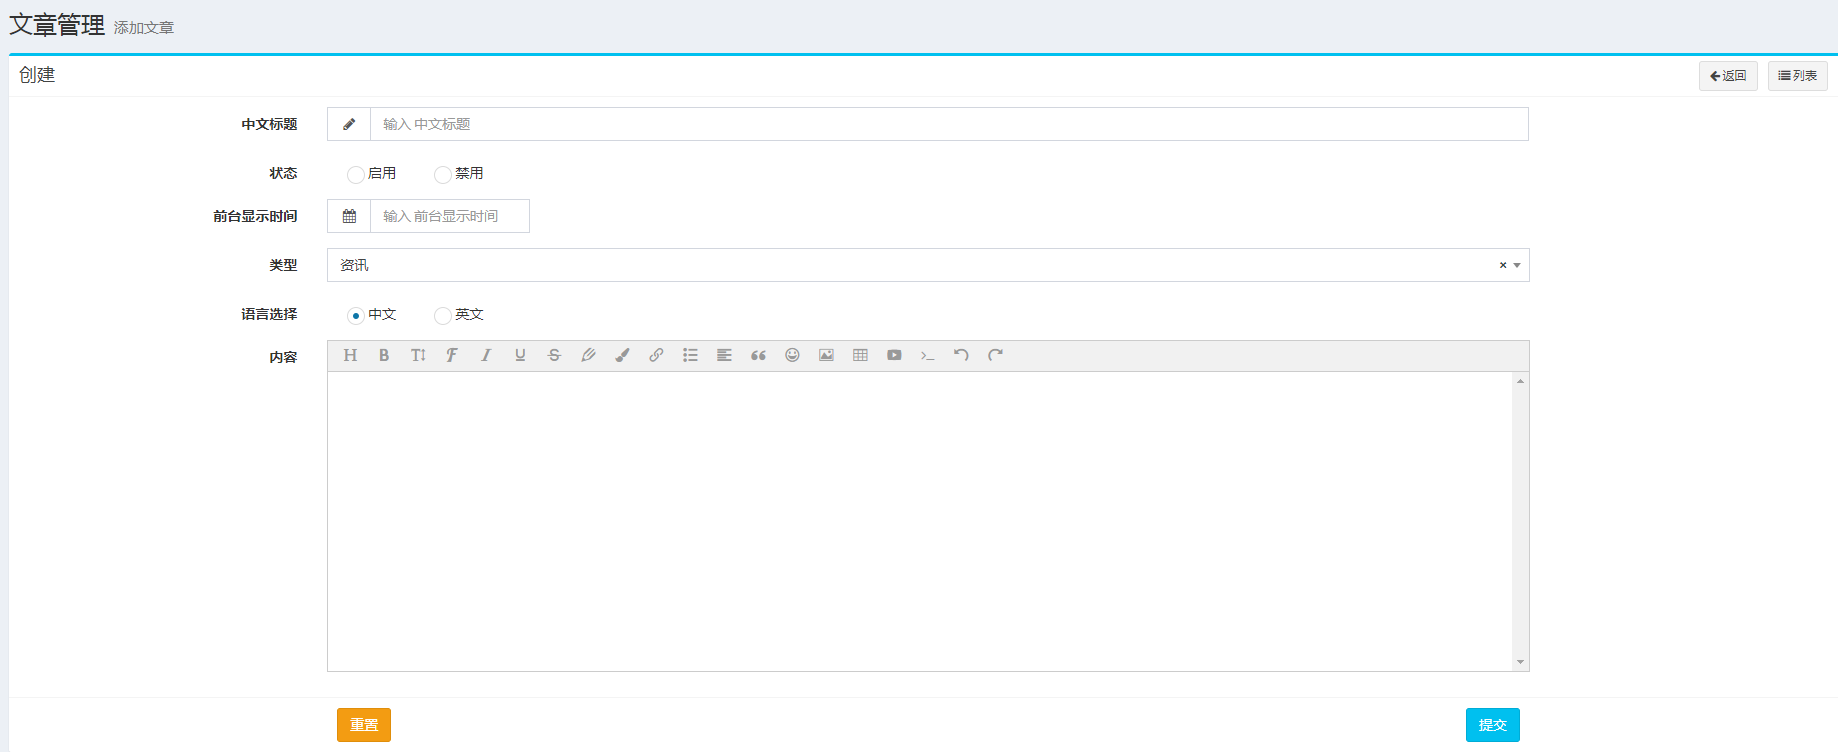 文章管理 添加文章
创建 返回 列表
中文标题 输入 中文标题
状态 启用 禁用
前台显示时间 输入 前台显示时间
类型 资讯 ×
语言选择 中文 英文
内容
重置 提交